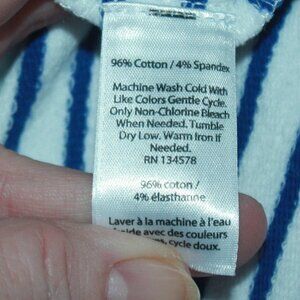 96% Cotton / 4% Spandex
Machine Wash Cold With
Like Colors Gentle Cycle.
Only Non-Chlorine Bleach
When Needed. Tumble
Dry Low. Warm Iron If
Needed.
RN 134578
96% coton /
4% élasthanne
Laver à la machine à l'eau
froide avec des couleurs
cycle doux.